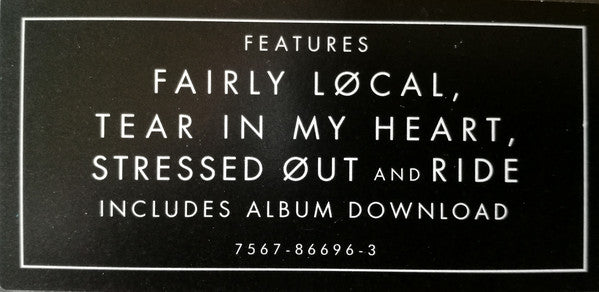 FEATURES
FAIRLY LØCAL,
TEAR IN MY HEART,
STRESSED ØUT AND RIDE
INCLUDES ALBUM DOWNLOAD
7567-86696-3